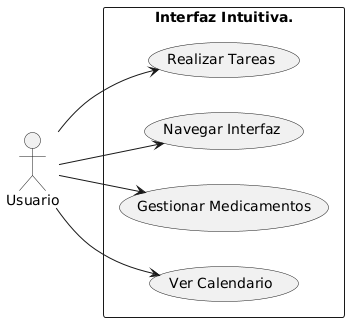 Interfaz Intuitiva.
Realizar Tareas
Navegar Interfaz
Usuario
Gestionar Medicamentos
Ver Calendario